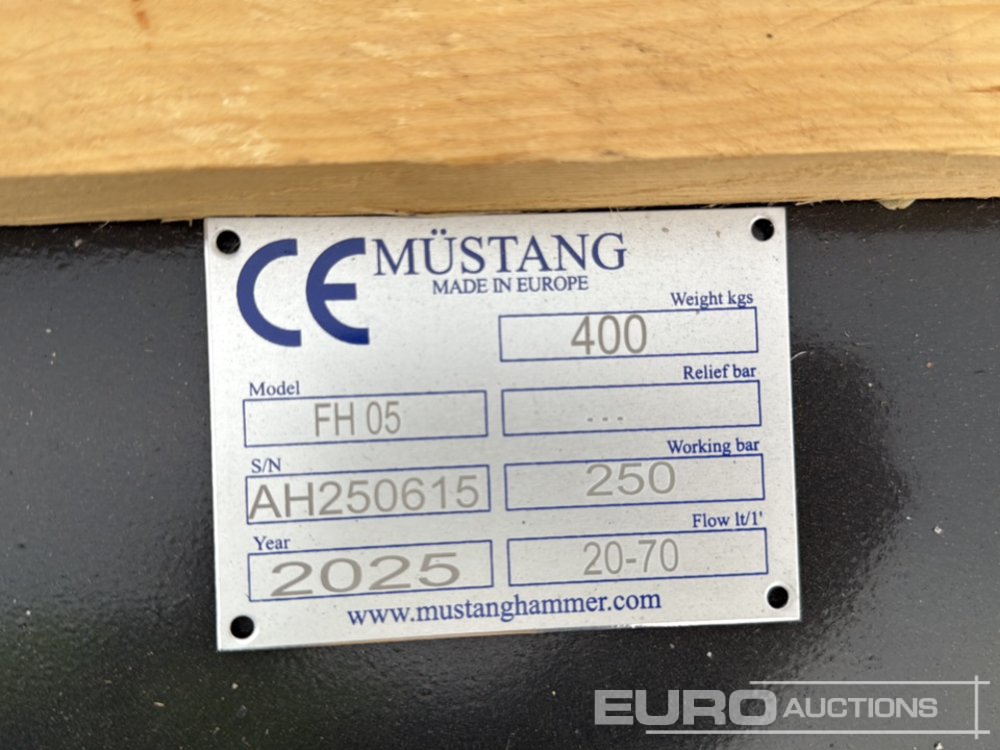 CE MÜSTANG
MADE IN EUROPE
Weight kgs
400
Model
FH 05
Relief bar
...
S/N
AH250615
Working bar
250
Year
2025
Flow lt/1'
20-70
www.mustanghammer.com
EURO AUCTIONS